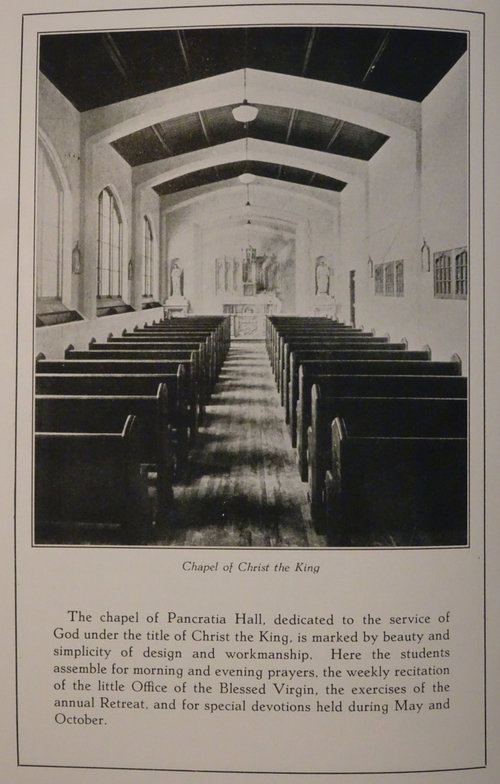 Chapel of Christ the King
The chapel of Pancratia Hall, dedicated to the service of
God under the title of Christ the King, is marked by beauty and
simplicity of design and workmanship. Here the students
assemble for morning and evening prayers, the weekly recitation
of the little Office of the Blessed Virgin, the exercises of the
annual Retreat, and for special devotions held during May and
October.